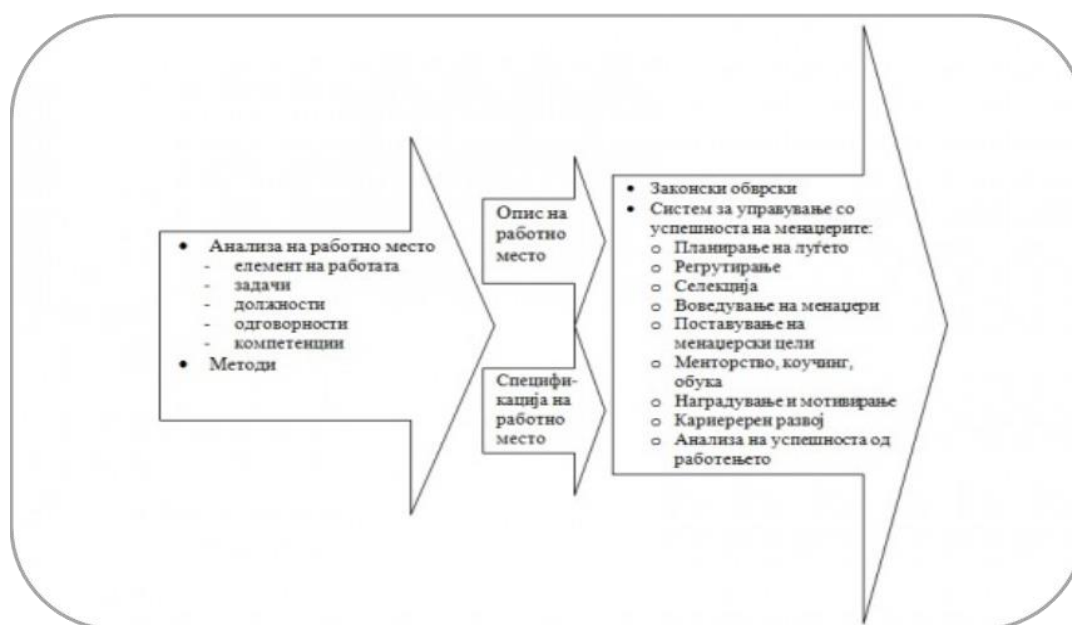 • Анализа на работно место
- елемент на работата
- задачи
- должности
- одговорности
- компетенции
• Методи
Опис на
работно
место
Специфи-
кација на
работно
место
• Законски обврски
• Систем за управување со
успешноста на менаџерите:
o Планирање на луѓето
o Регрутирање
o Селекција
o Воведување на менаџери
o Поставување на
менаџерски цели
o Менторство, коучинг,
обука
o Наградување и мотивирање
o Кариеререн развој
o Анализа на успешноста од
работењето